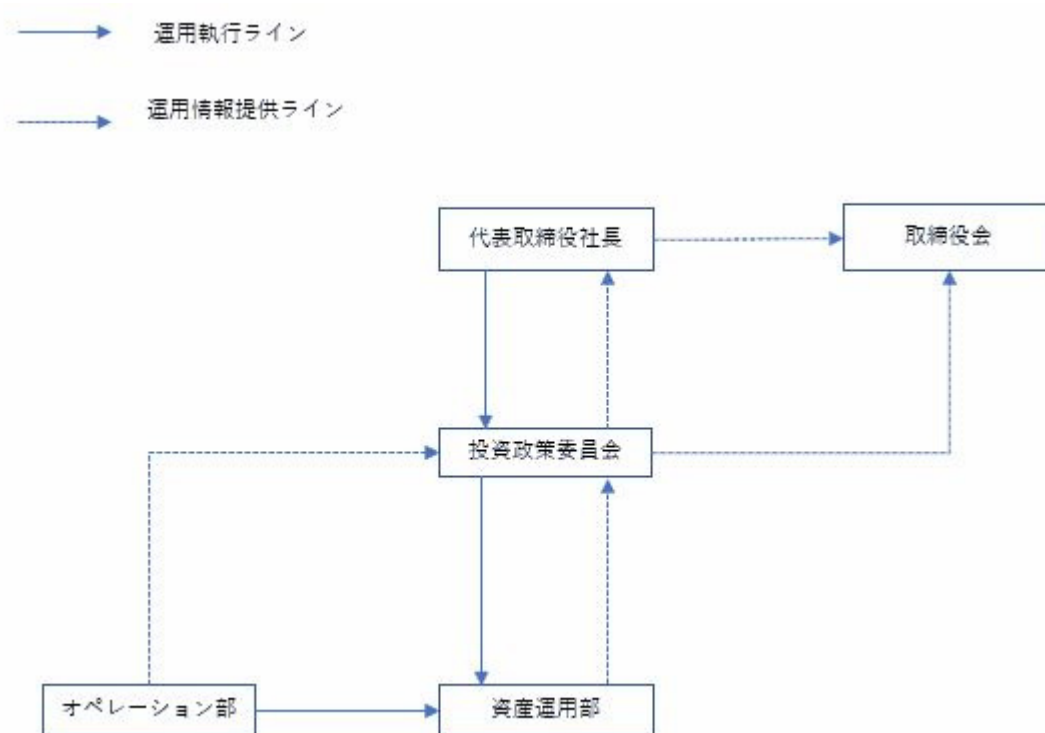 運用執行ライン
運用情報提供ライン
代表取締役社長
取締役会
投資政策委員会
オペレーション部
資産運用部